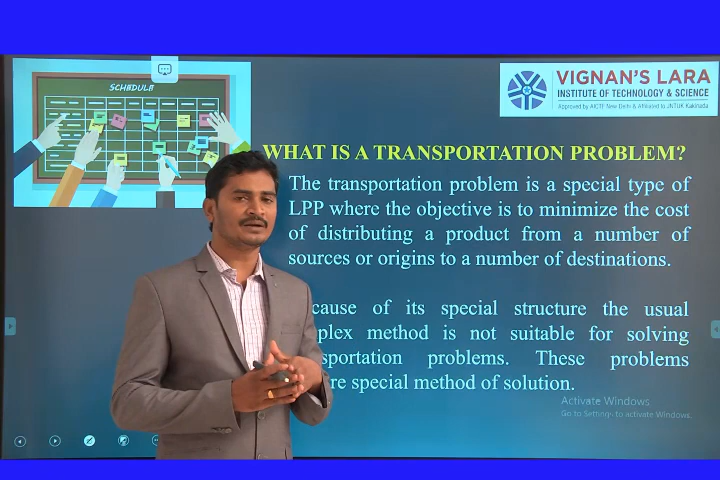 SCHEDULE
VIGNAN'S LARA
INSTITUTE OF TECHNOLOGY & SCIENCE
Approved by AICTE New Delhi & Affiliated to JNTUK Kakinada
WHAT IS A TRANSPORTATION PROBLEM?
The transportation problem is a special type of
LPP where the objective is to minimize the cost
of distributing a product from a number of
sources or origins to a number of destinations.
cause of its special structure the usual
plex method is not suitable for solving
sportation problems. These problems
re special method of solution.
Activate Windows
Go to Settings to activate Windows.